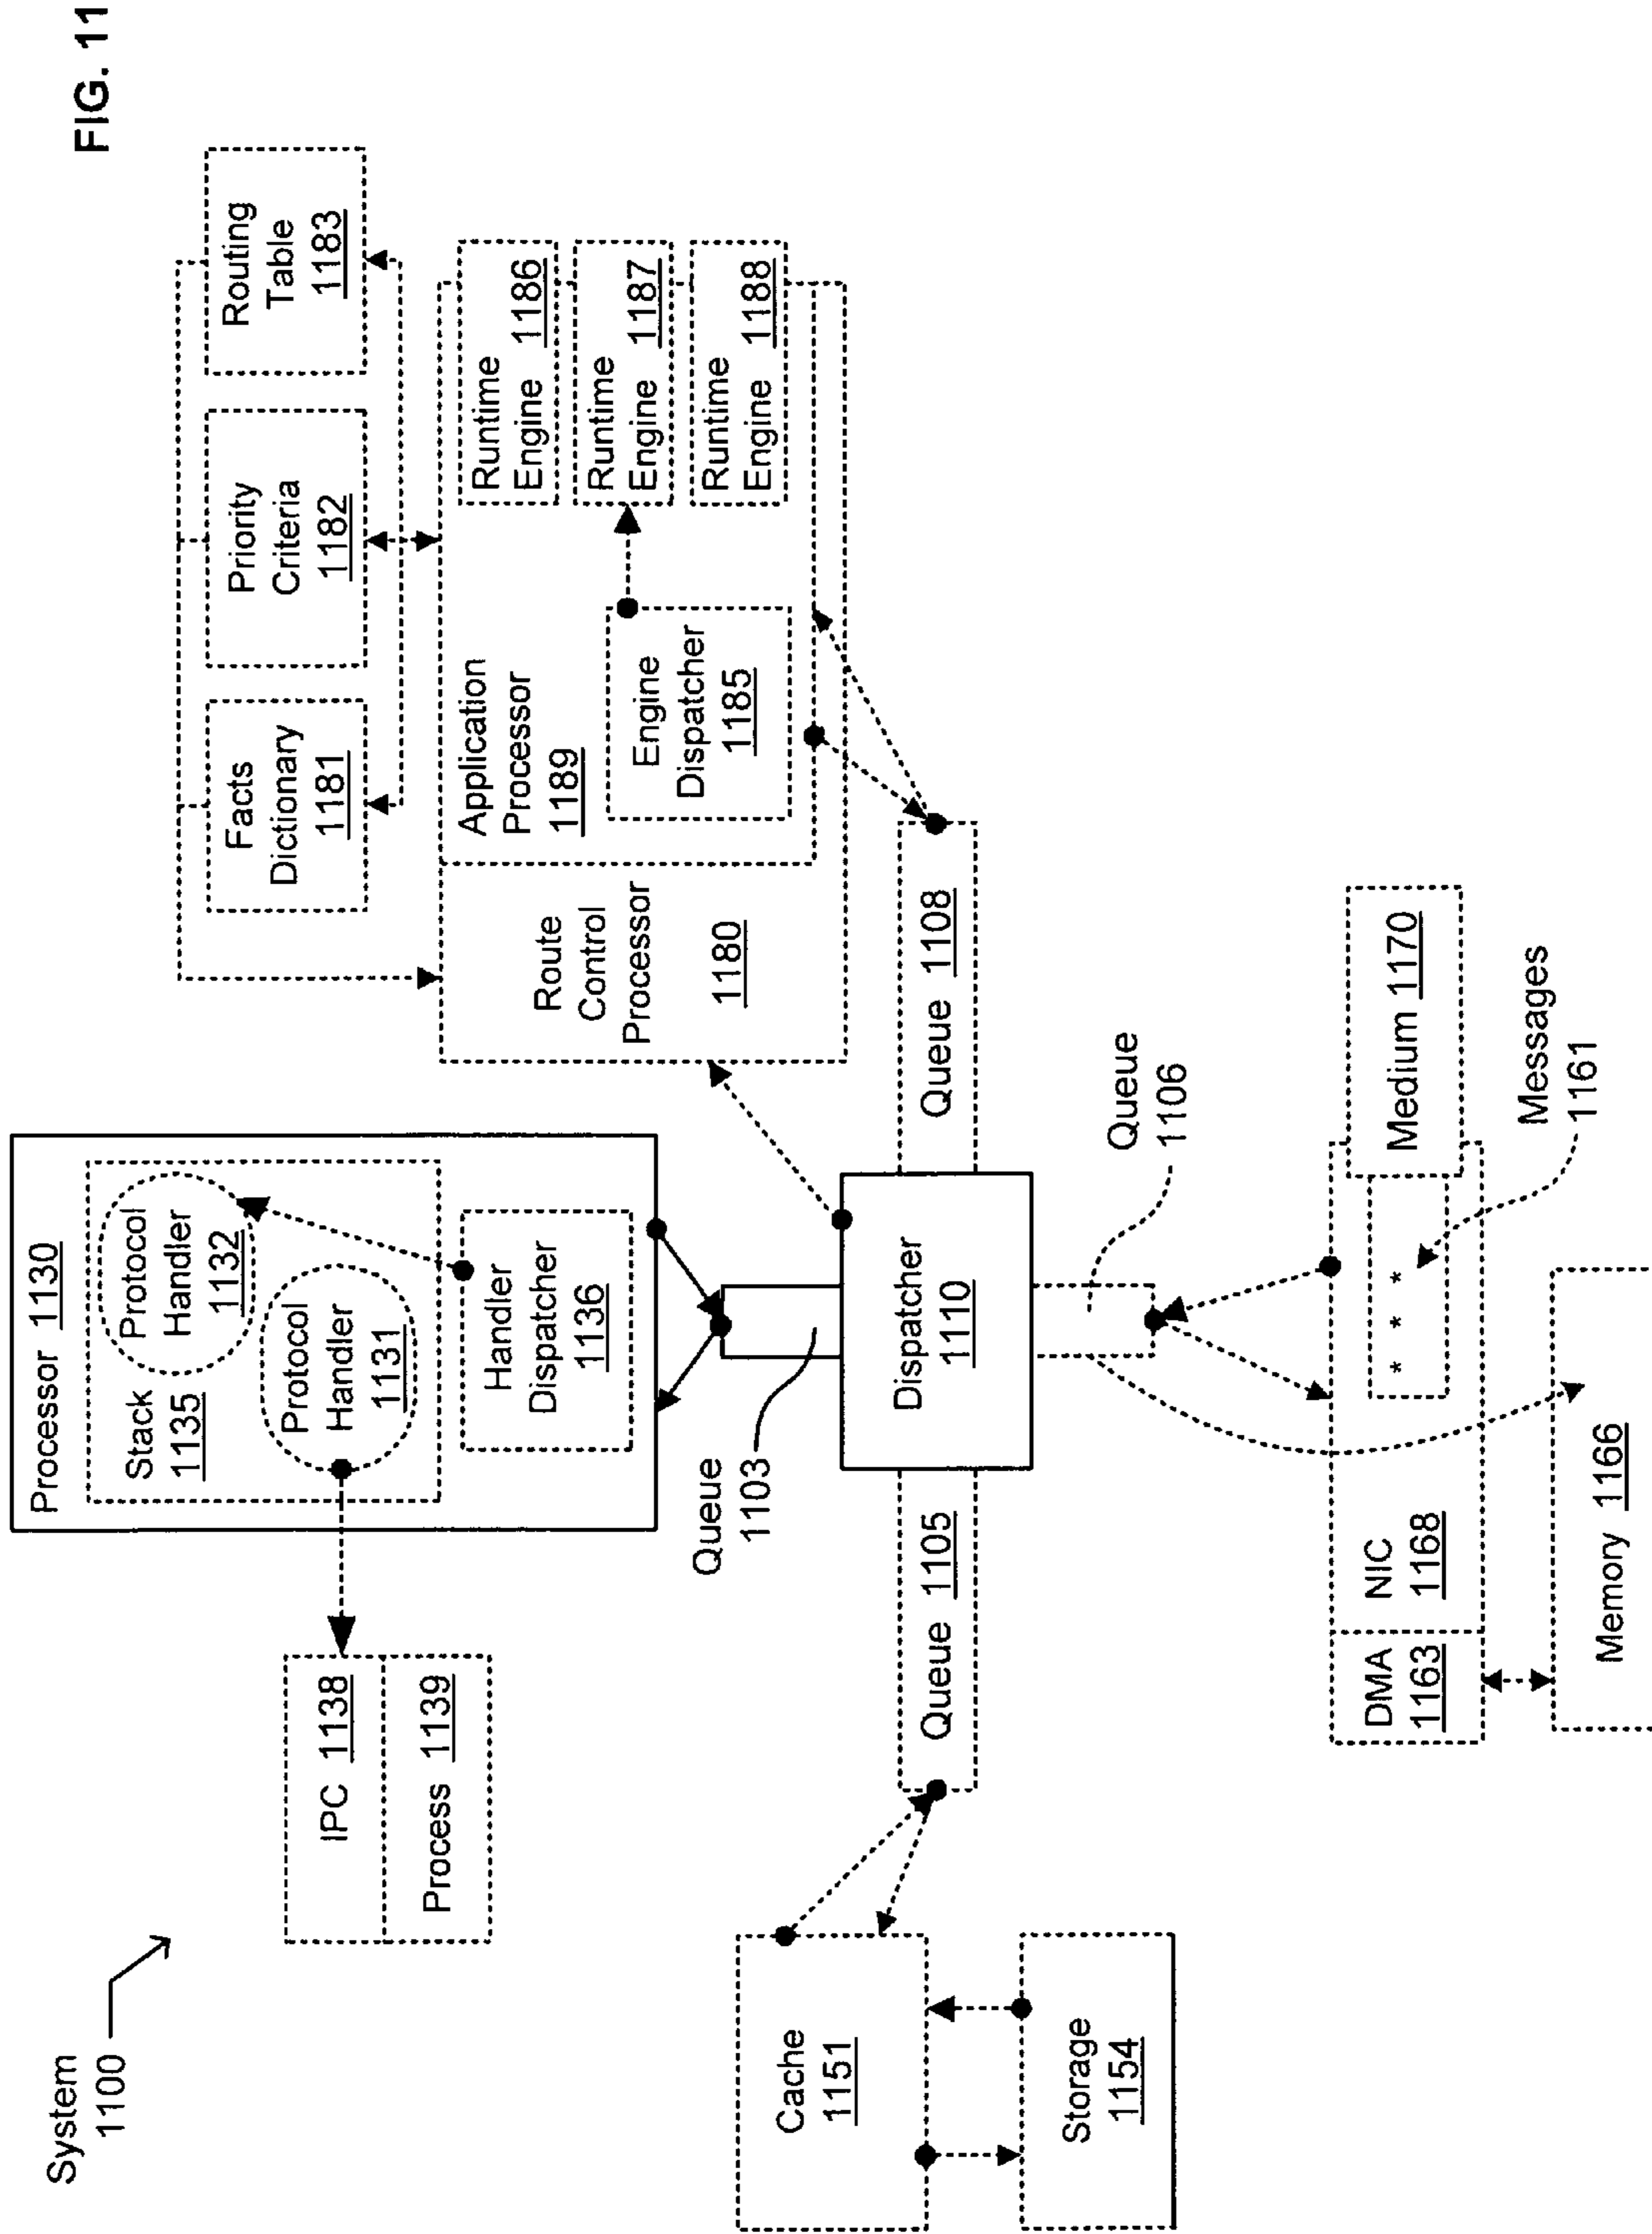 FIG. 11
System
1100
Processor 1130
Stack
1135
Protocol
Handler
1132
Protocol
Handler
1131
Handler
Dispatcher
1136
IPC 1138
Process 1139
Facts
Dictionary
1181
Priority
Criteria
1182
Routing
Table
1183
Route
Control
Processor
1180
Application
Processor
1189
Engine
Dispatcher
1185
Runtime
Engine 1186
Runtime
Engine 1187
Runtime
Engine 1188
Queue
1103
Queue 1105
Dispatcher
1110
Queue 1108
Queue
1106
Cache
1151
Storage
1154
DMA
1163
NIC
1168
* * *
Medium 1170
Messages
1161
Memory 1166